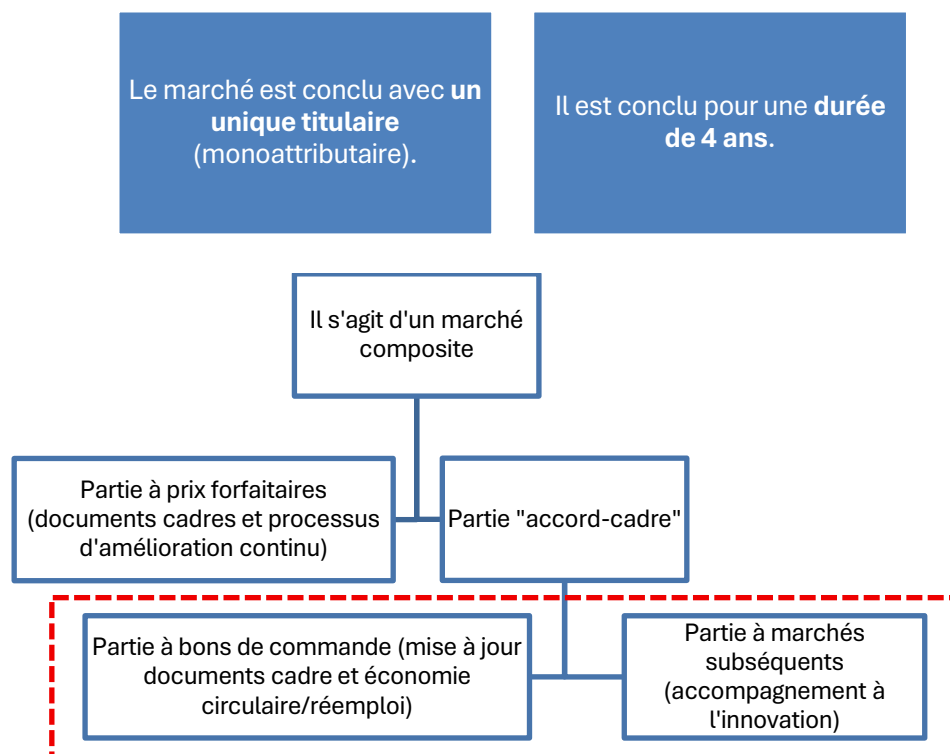 Le marché est conclu avec un
unique titulaire
(monoattributaire).
Il est conclu pour une durée
de 4 ans.
Il s'agit d'un marché
composite
Partie à prix forfaitaires
(documents cadres et processus
d'amélioration continu)
Partie "accord-cadre"
Partie à bons de commande (mise à jour
documents cadre et économie
circulaire/réemploi)
Partie à marchés
subséquents
(accompagnement à
l'innovation)